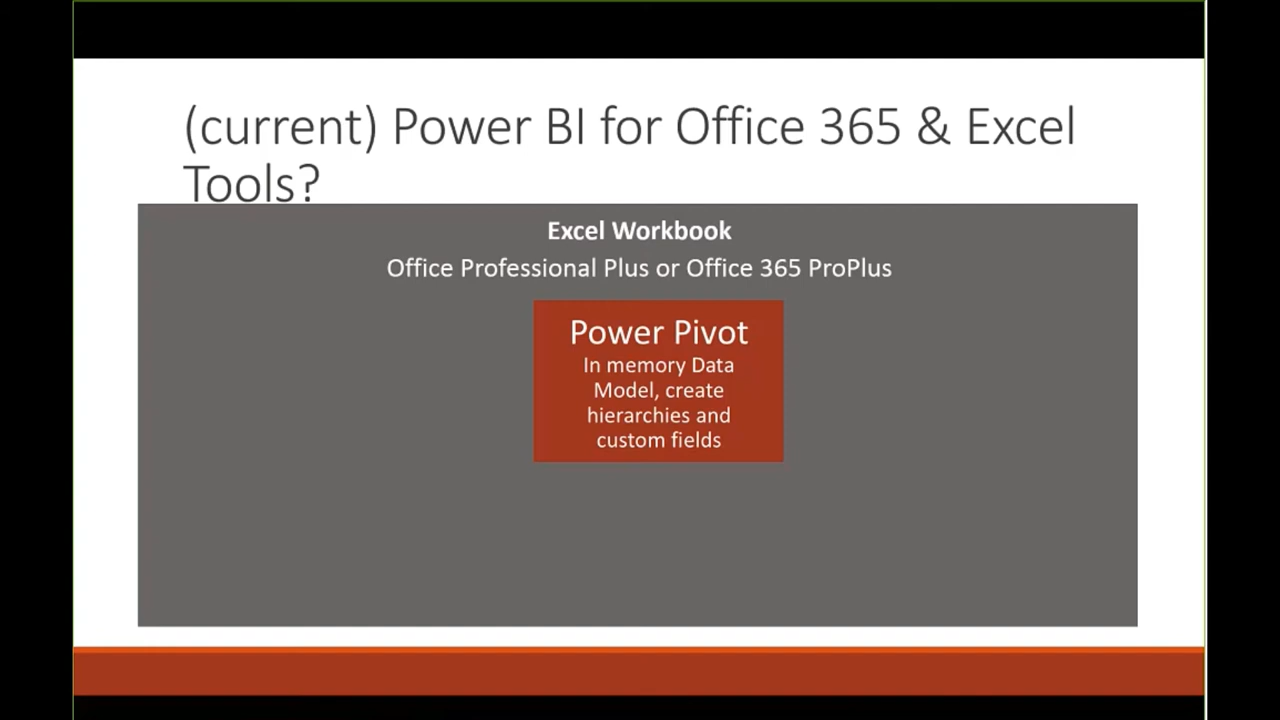 (current) Power BI for Office 365 & Excel
Tools?
Excel Workbook
Office Professional Plus or Office 365 ProPlus
Power Pivot
In memory Data
Model, create
hierarchies and
custom fields